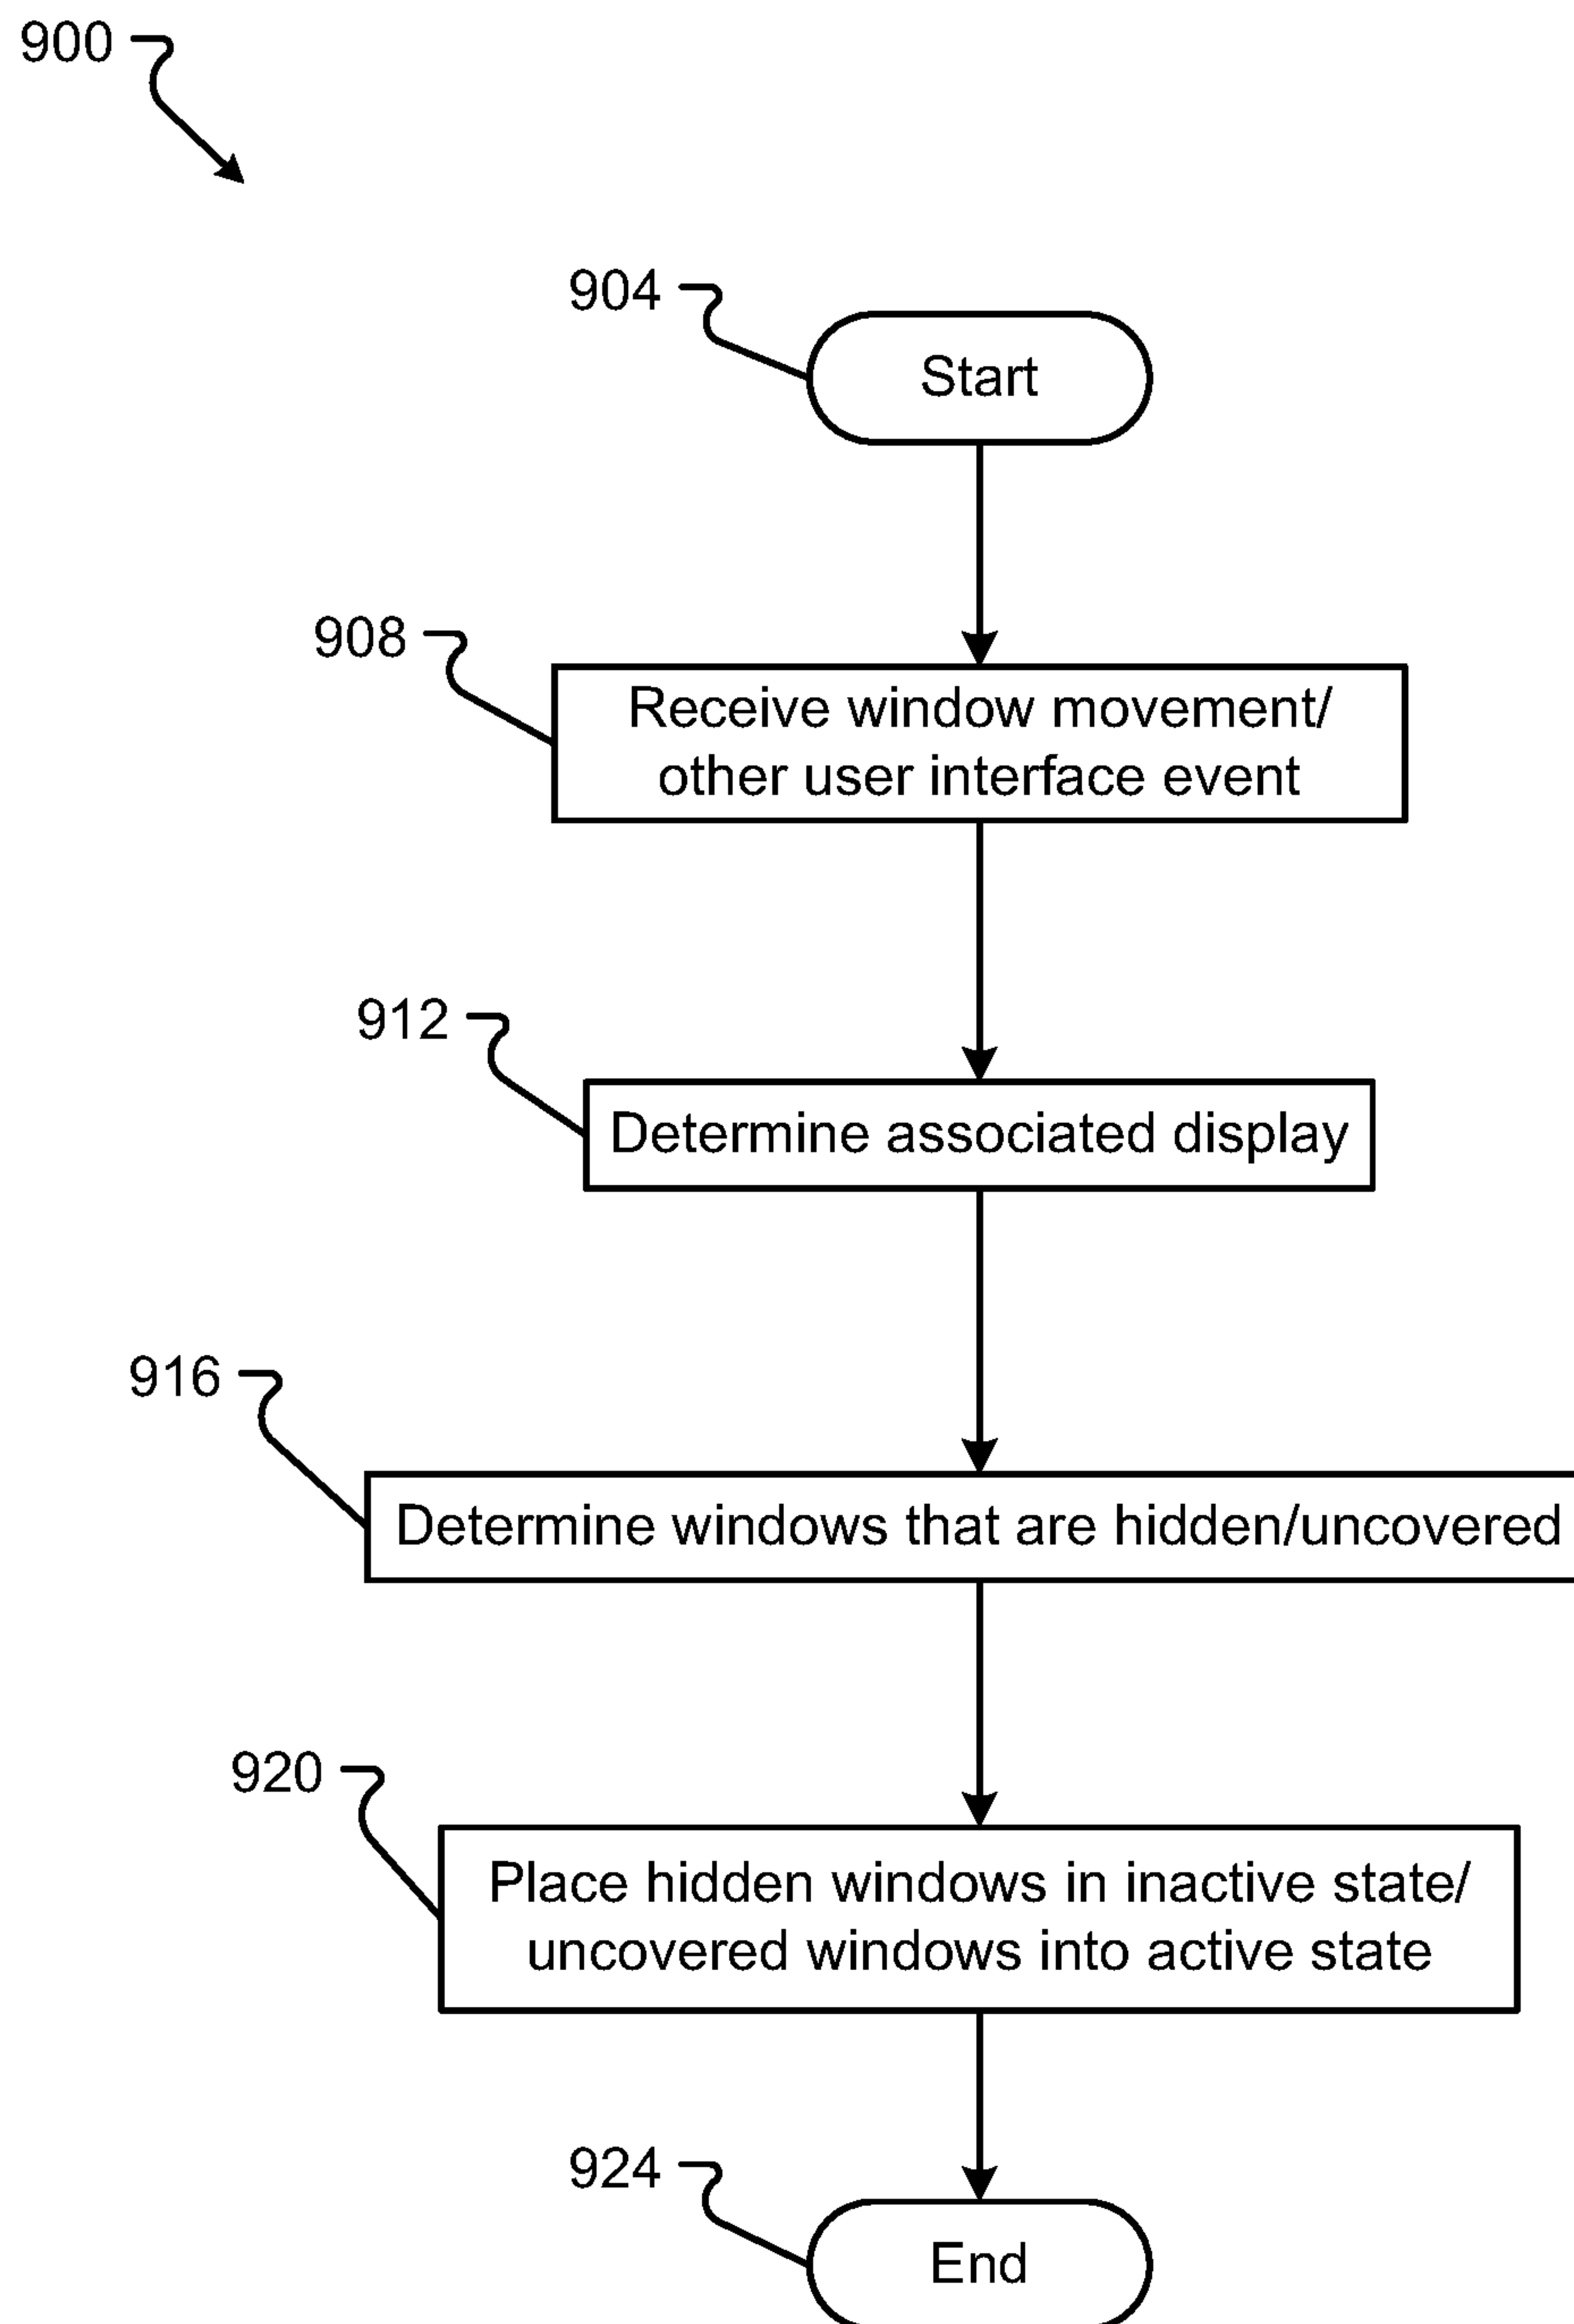 900
904
Start
908
Receive window movement/
other user interface event
912
Determine associated display
916
Determine windows that are hidden/uncovered
920
Place hidden windows in inactive state/
uncovered windows into active state
924
End